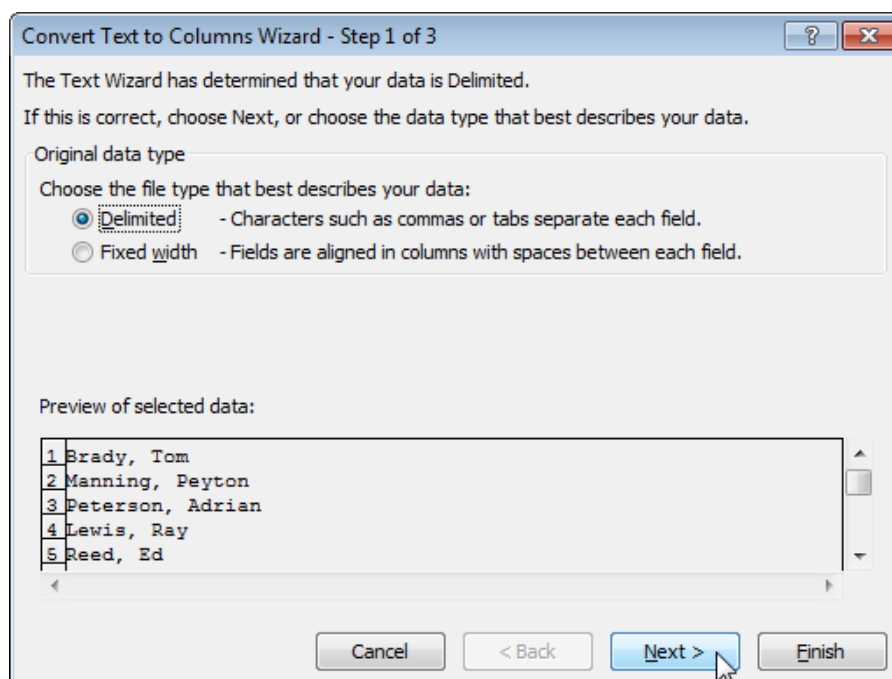 Convert Text to Columns Wizard - Step 1 of 3
The Text Wizard has determined that your data is Delimited.
If this is correct, choose Next, or choose the data type that best describes your data.
Original data type
Choose the file type that best describes your data:
Delimited - Characters such as commas or tabs separate each field.
Fixed width - Fields are aligned in columns with spaces between each field.
Preview of selected data:
1 Brady, Tom
2 Manning, Peyton
3 Peterson, Adrian
4 Lewis, Ray
5 Reed, Ed
Cancel < Back Next > Finish